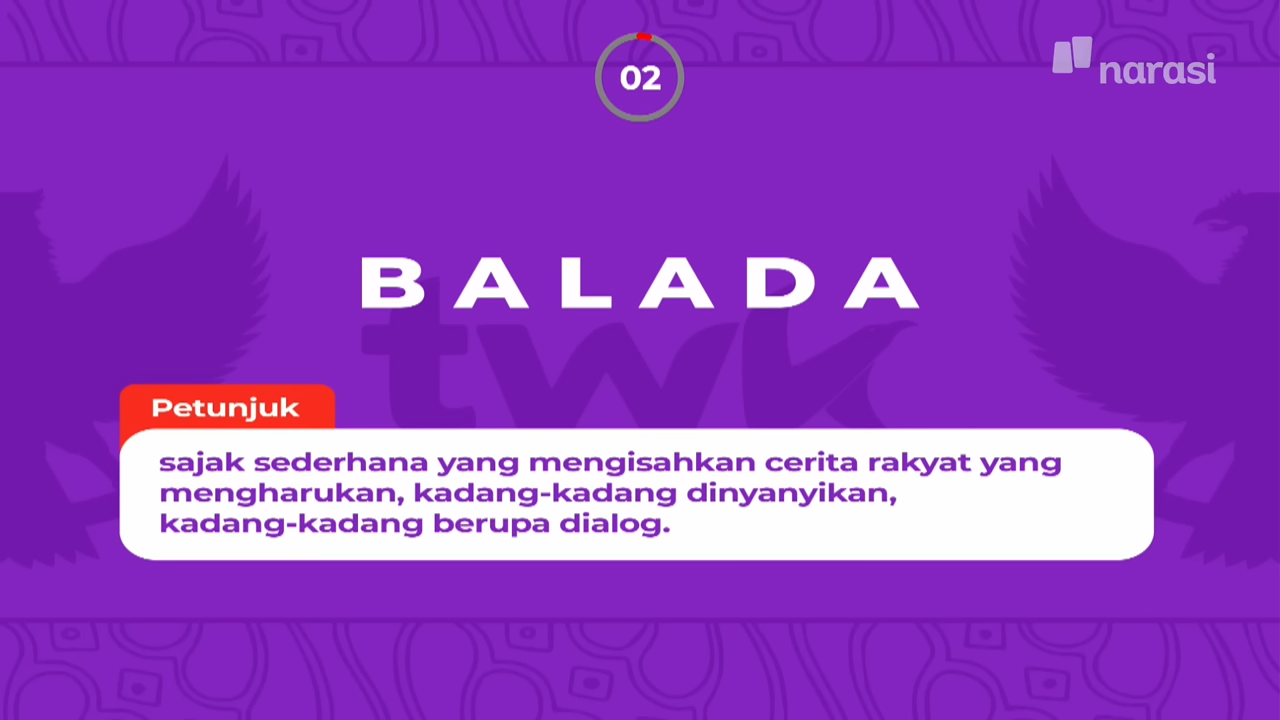 02
narasi
BALADA
twk
Petunjuk
sajak sederhana yang mengisahkan cerita rakyat yang
mengharukan, kadang-kadang dinyanyikan,
kadang-kadang berupa dialog.